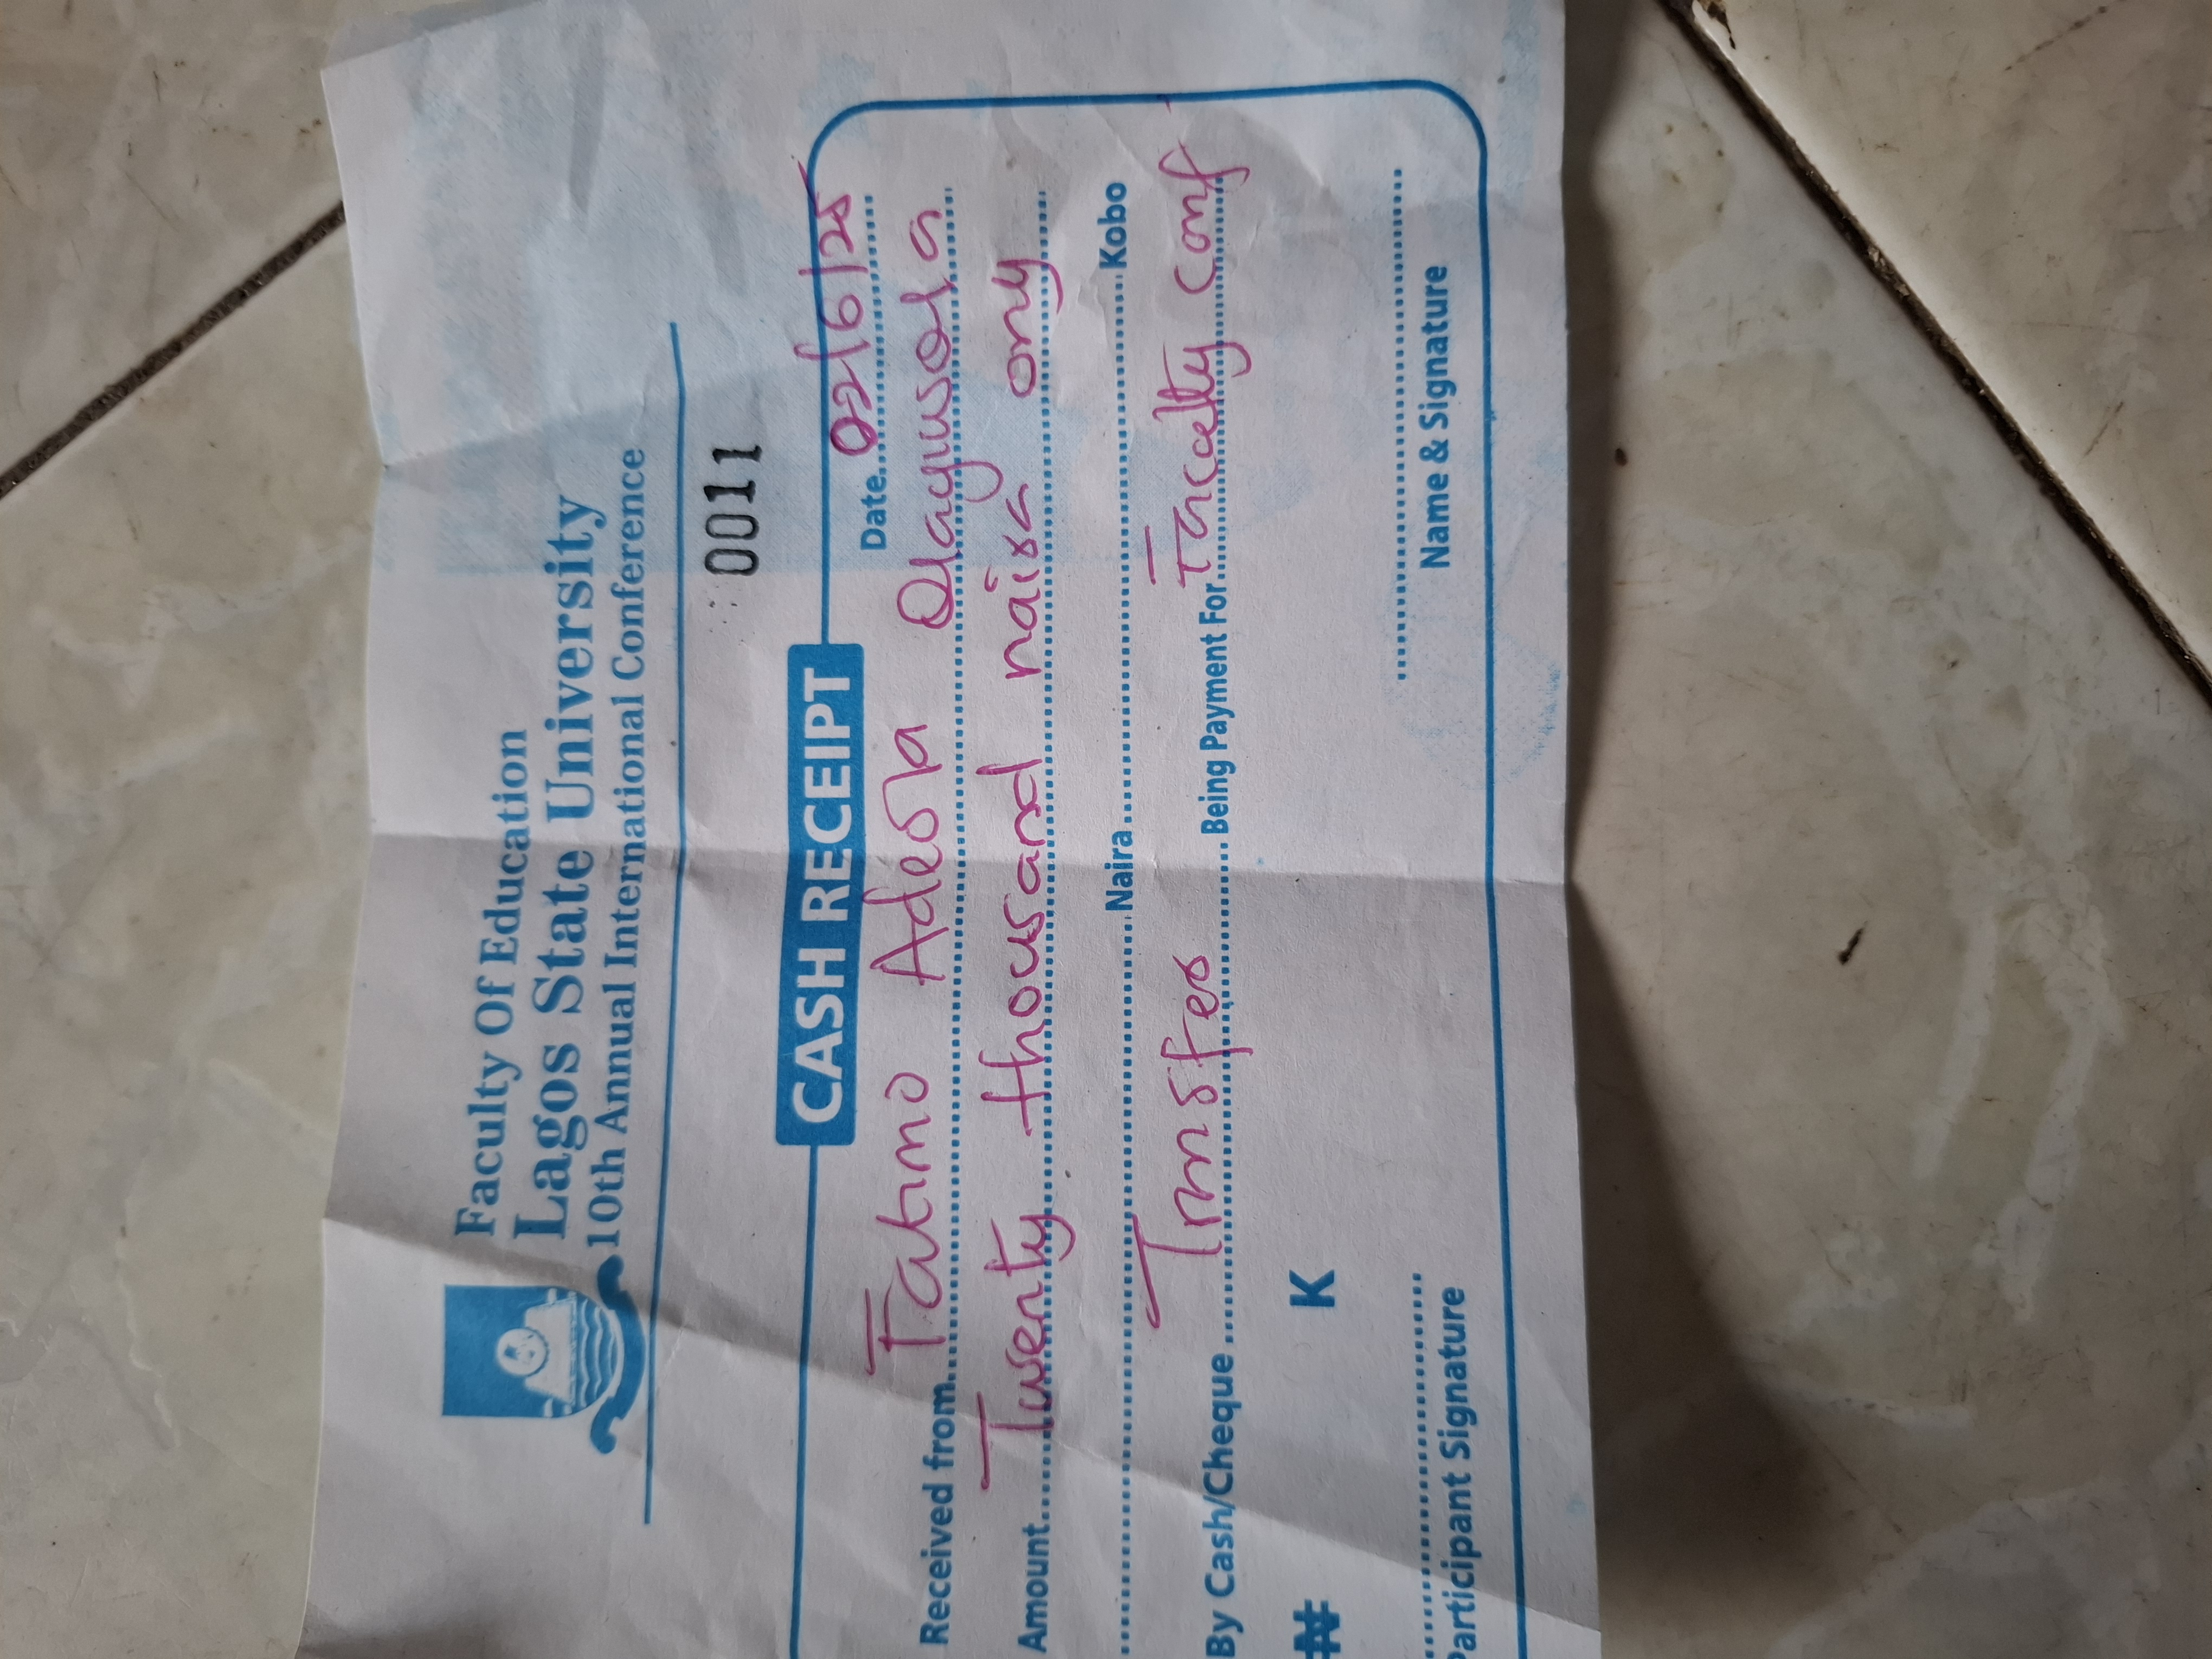 Faculty Of Education
Lagos State University
10th Annual International Conference
0011
CASH RECEIPT
Date 02/6/25
Received from Adeola Olayiwola
Amount Twenty thousand naira only
Naira Kobo
By Cash/Cheque Transfer Being Payment For Faculty conf
₦ K
Participant Signature Name & Signature